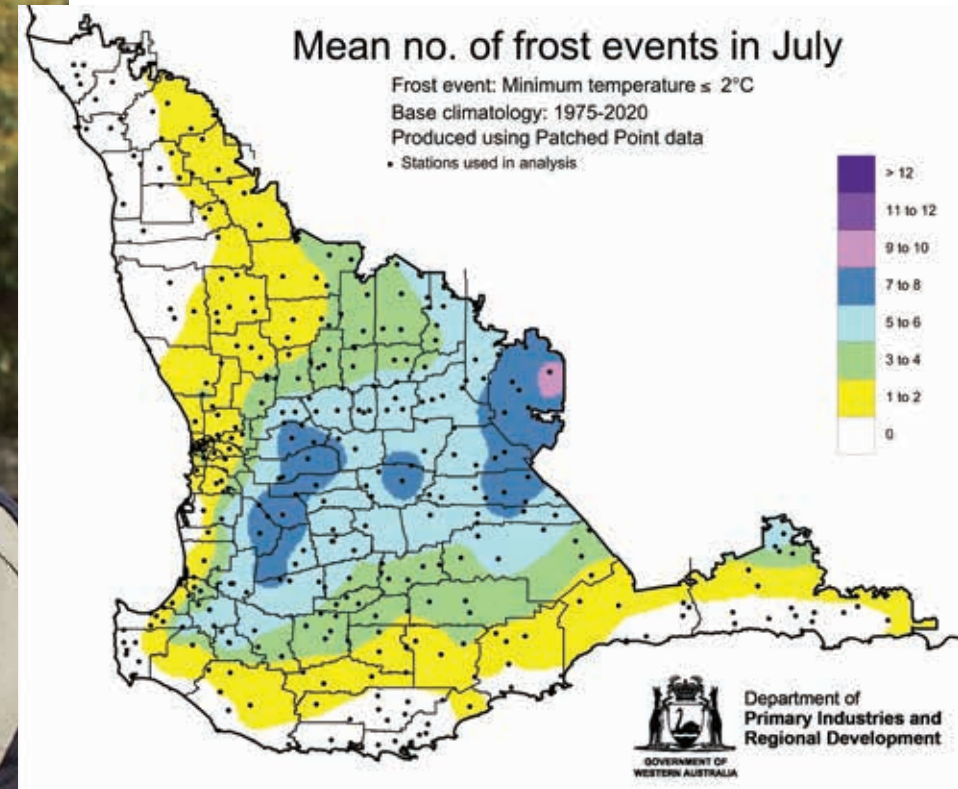 Mean no. of frost events in July
Frost event: Minimum temperature ≤ 2°C
Base climatology: 1975-2020
Produced using Patched Point data
• Stations used in analysis
> 12
11 to 12
9 to 10
7 to 8
5 to 6
3 to 4
1 to 2
0
Department of
Primary Industries and
Regional Development
GOVERNMENT OF
WESTERN AUSTRALIA